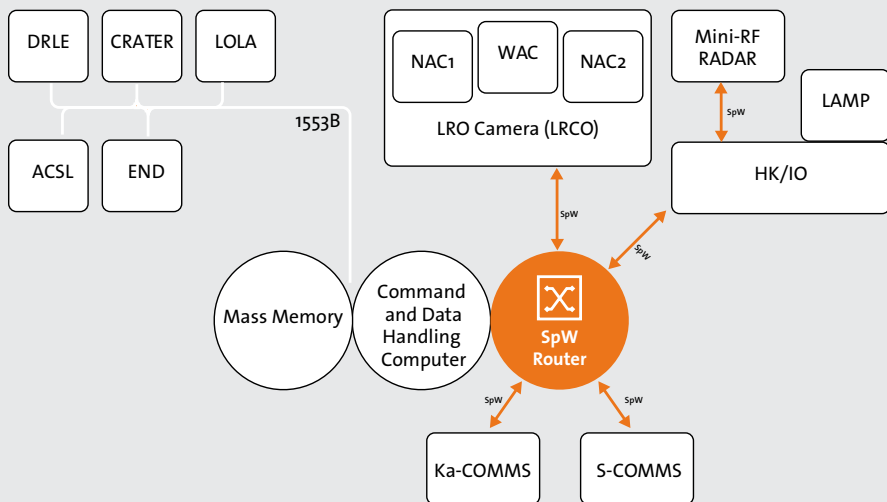 DRLE
CRATER
LOLA
1553B
ACSL
END
NAC1
WAC
NAC2
LRO Camera (LRCO)
Mini-RF
RADAR
SpW
LAMP
HK/IO
SpW
SpW
Mass Memory
Command
and Data
Handling
Computer
SpW
Router
SpW
SpW
Ka-COMMS
S-COMMS